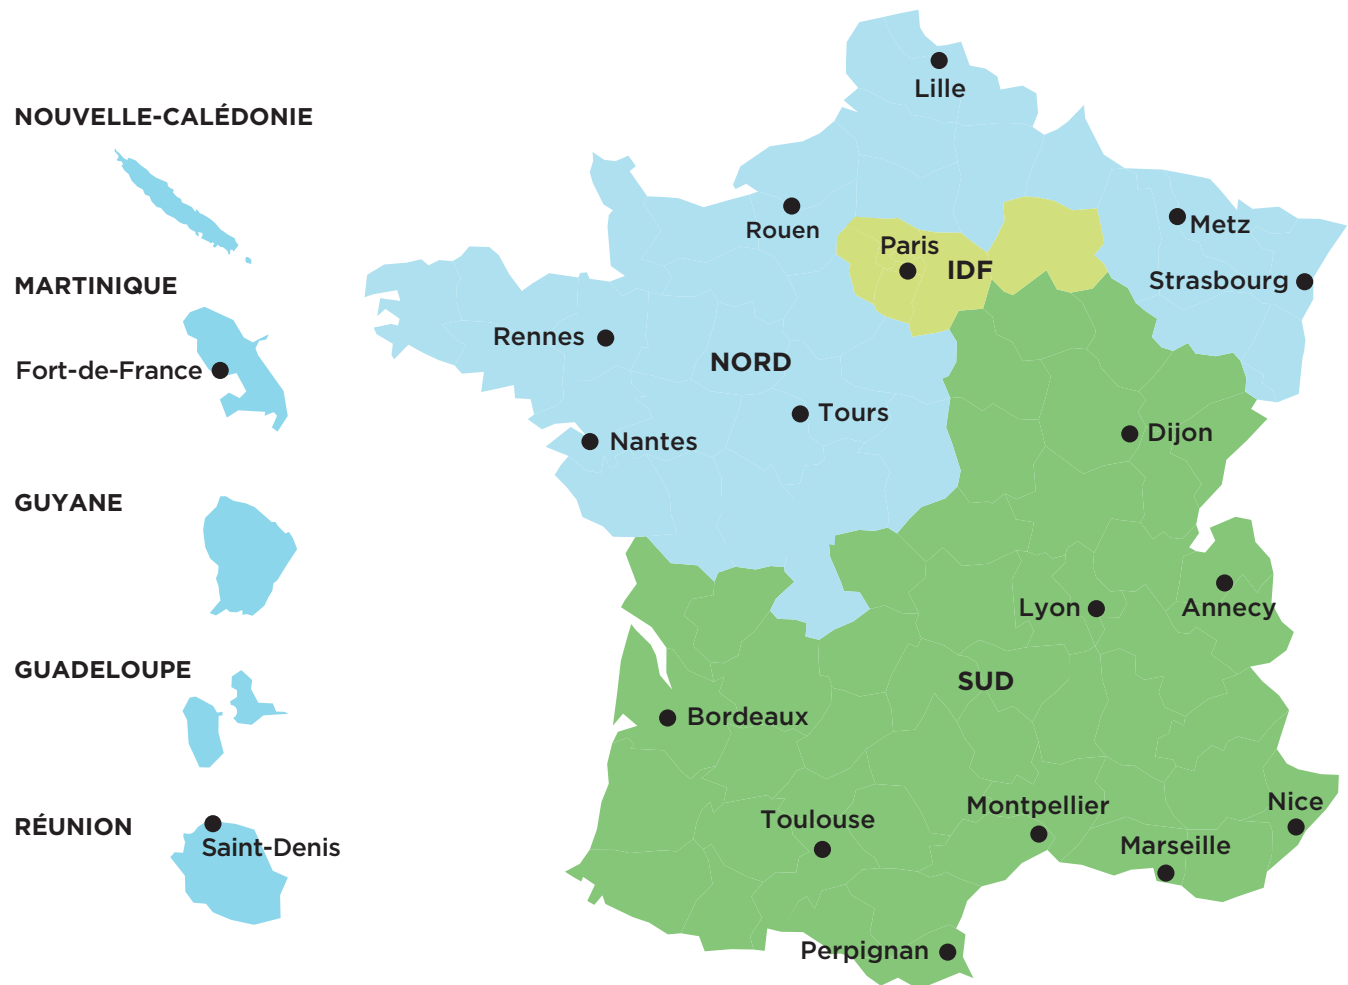 NOUVELLE-CALÉDONIE
MARTINIQUE
Fort-de-France
GUYANE
GUADELOUPE
RÉUNION
Saint-Denis
Lille
Rouen
Paris
IDF
Metz
Strasbourg
Rennes
NORD
Tours
Nantes
Dijon
Lyon
Annecy
SUD
Bordeaux
Toulouse
Montpellier
Nice
Marseille
Perpignan